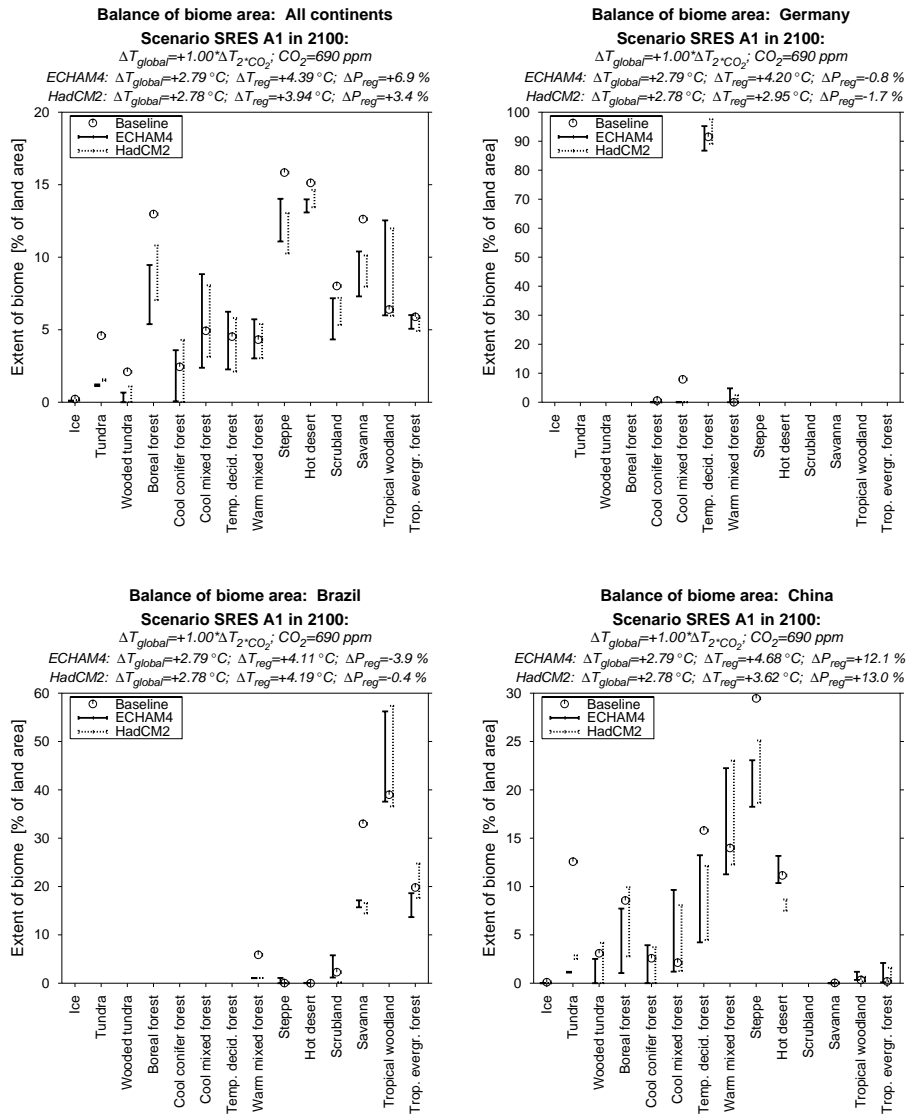 Balance of biome area: All continents
Scenario SRES A1 in 2100:
ΔT_global=+1.00*ΔT_2*CO₂; CO₂=690 ppm
ECHAM4: ΔT_global=+2.79 °C; ΔT_reg=+4.39 °C; ΔP_reg=+6.9 %
HadCM2: ΔT_global=+2.78 °C; ΔT_reg=+3.94 °C; ΔP_reg=+3.4 %
Baseline
ECHAM4
HadCM2
Extent of biome [% of land area]
20
15
10
5
0
Ice
Tundra
Wooded tundra
Boreal forest
Cool conifer forest
Cool mixed forest
Temp. decid. forest
Warm mixed forest
Steppe
Hot desert
Scrubland
Savanna
Tropical woodland
Trop. evergr. forest
Balance of biome area: Germany
Scenario SRES A1 in 2100:
ΔT_global=+1.00*ΔT_2*CO₂; CO₂=690 ppm
ECHAM4: ΔT_global=+2.79 °C; ΔT_reg=+4.20 °C; ΔP_reg=-0.8 %
HadCM2: ΔT_global=+2.78 °C; ΔT_reg=+2.95 °C; ΔP_reg=-1.7 %
Baseline
ECHAM4
HadCM2
Extent of biome [% of land area]
100
90
80
70
60
50
40
30
20
10
0
Ice
Tundra
Wooded tundra
Boreal forest
Cool conifer forest
Cool mixed forest
Temp. decid. forest
Warm mixed forest
Steppe
Hot desert
Scrubland
Savanna
Tropical woodland
Trop. evergr. forest
Balance of biome area: Brazil
Scenario SRES A1 in 2100:
ΔT_global=+1.00*ΔT_2*CO₂; CO₂=690 ppm
ECHAM4: ΔT_global=+2.79 °C; ΔT_reg=+4.11 °C; ΔP_reg=-3.9 %
HadCM2: ΔT_global=+2.78 °C; ΔT_reg=+4.19 °C; ΔP_reg=-0.4 %
Baseline
ECHAM4
HadCM2
Extent of biome [% of land area]
60
50
40
30
20
10
0
Ice
Tundra
Wooded tundra
Boreal forest
Cool conifer forest
Cool mixed forest
Temp. decid. forest
Warm mixed forest
Steppe
Hot desert
Scrubland
Savanna
Tropical woodland
Trop. evergr. forest
Balance of biome area: China
Scenario SRES A1 in 2100:
ΔT_global=+1.00*ΔT_2*CO₂; CO₂=690 ppm
ECHAM4: ΔT_global=+2.79 °C; ΔT_reg=+4.68 °C; ΔP_reg=+12.1 %
HadCM2: ΔT_global=+2.78 °C; ΔT_reg=+3.62 °C; ΔP_reg=+13.0 %
Baseline
ECHAM4
HadCM2
Extent of biome [% of land area]
30
25
20
15
10
5
0
Ice
Tundra
Wooded tundra
Boreal forest
Cool conifer forest
Cool mixed forest
Temp. decid. forest
Warm mixed forest
Steppe
Hot desert
Scrubland
Savanna
Tropical woodland
Trop. evergr. forest